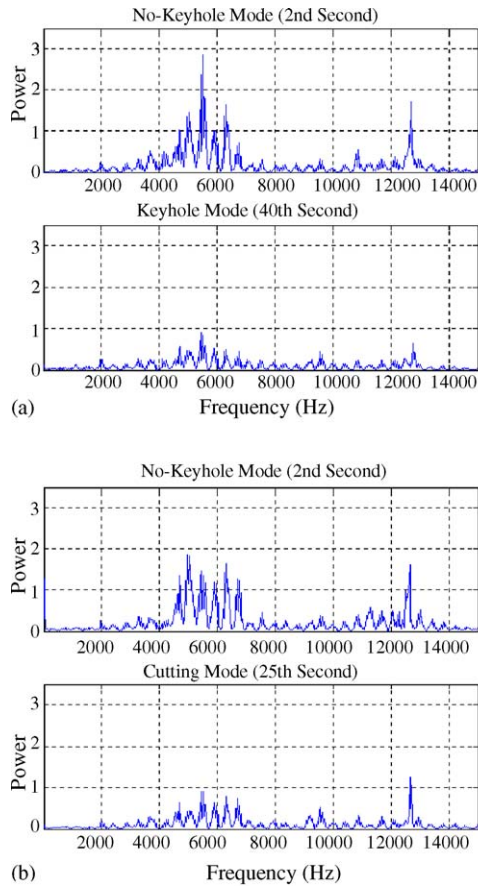 No-Keyhole Mode (2nd Second)
3
2
1
0
Power
2000 4000 6000 8000 10000 12000 14000
Keyhole Mode (40th Second)
3
2
1
0
Power
2000 4000 6000 8000 10000 12000 14000
(a) Frequency (Hz)
No-Keyhole Mode (2nd Second)
3
2
1
0
Power
2000 4000 6000 8000 10000 12000 14000
Cutting Mode (25th Second)
3
2
1
0
Power
2000 4000 6000 8000 10000 12000 14000
(b) Frequency (Hz)